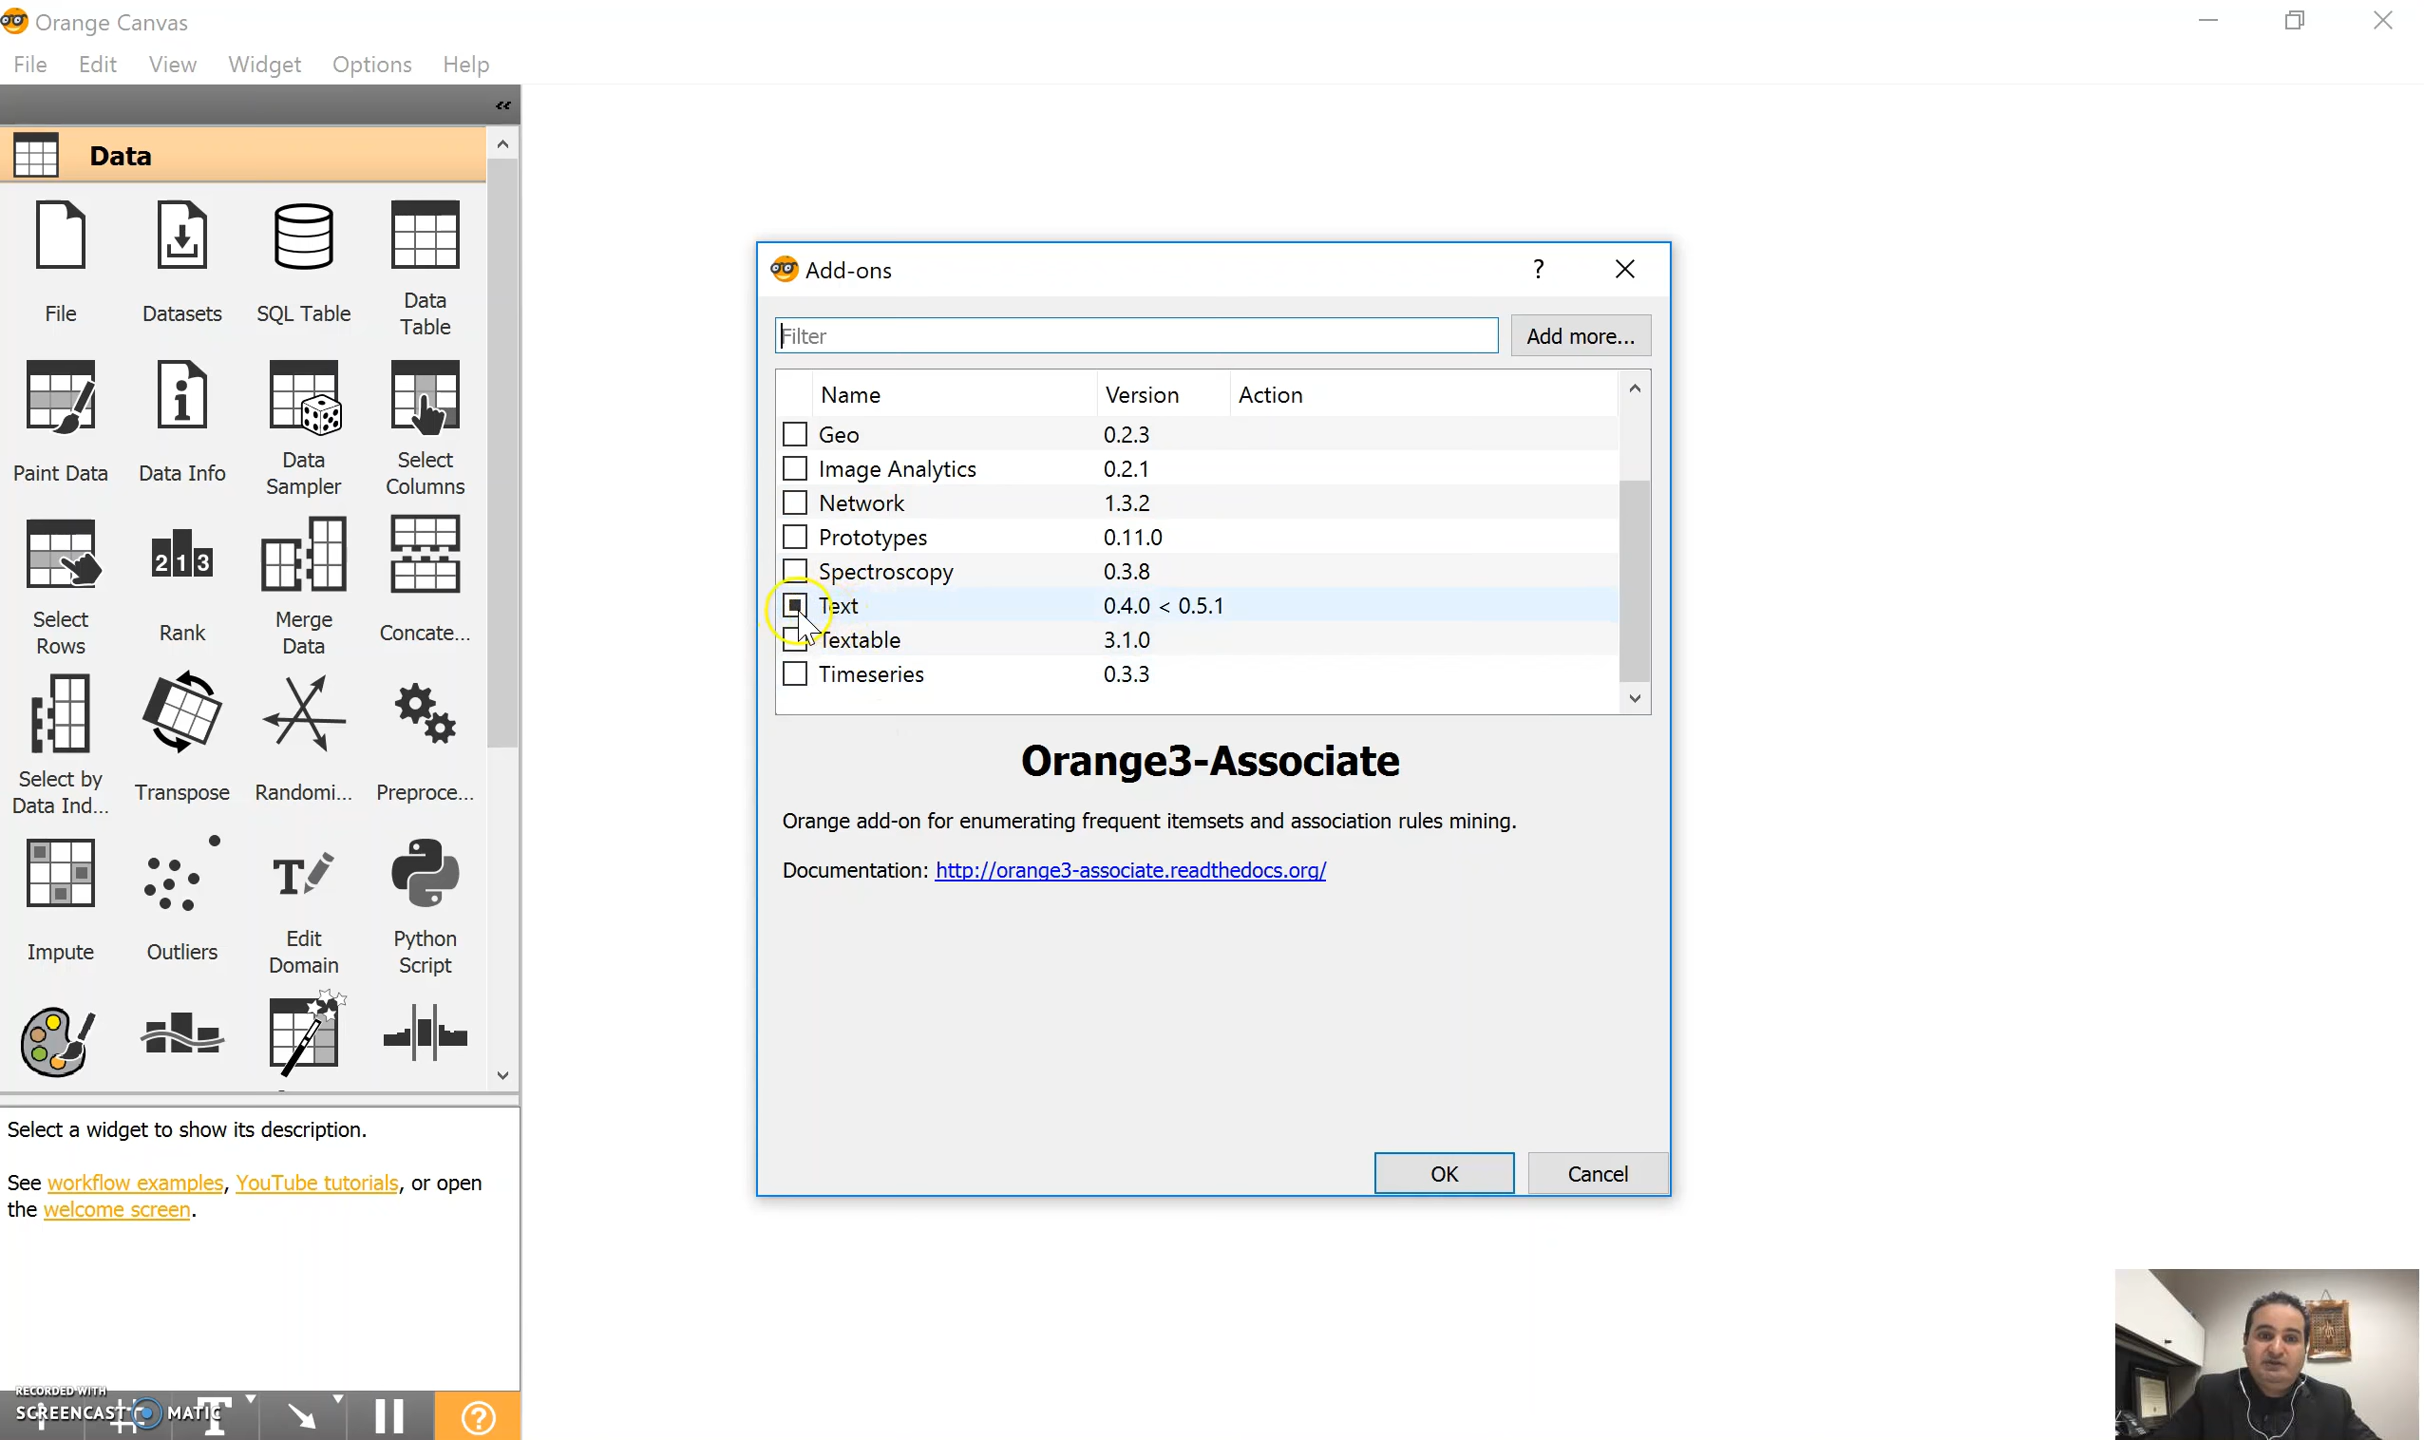 Orange Canvas
File Edit View Widget Options Help
«
Data
File
Datasets
SQL Table
Data
Table
Paint Data
Data Info
Data
Sampler
Select
Columns
Select
Rows
213
Rank
Merge
Data
Concate...
Select by
Data Ind...
Transpose
Randomi...
Preproce...
Impute
Outliers
Edit
Domain
Python
Script
Select a widget to show its description.
See workflow examples, YouTube tutorials, or open
the welcome screen.
RECORDED WITH
SCREENCAST MATIC
T
?
Add-ons
?
Filter
Add more...
Name Version Action
Geo 0.2.3
Image Analytics 0.2.1
Network 1.3.2
Prototypes 0.11.0
Spectroscopy 0.3.8
Text 0.4.0 < 0.5.1
Textable 3.1.0
Timeseries 0.3.3
Orange3-Associate
Orange add-on for enumerating frequent itemsets and association rules mining.
Documentation: http://orange3-associate.readthedocs.org/
OK Cancel